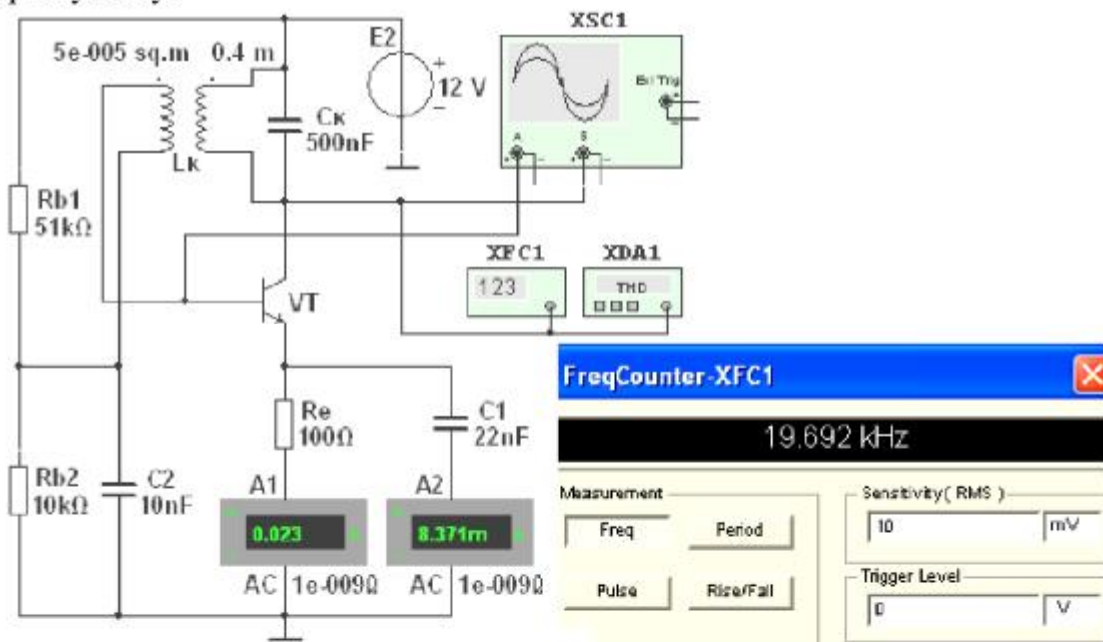 XSC1
5e-005 sq.m 0.4 m
E2
12 V
Ext Trig
A
B
Cк
500nF
Lк
Rb1
51kΩ
XFC1
XDA1
123
THD
VT
FreqCounter-XFC1
19.692 kHz
Re
100Ω
C1
22nF
Rb2
10kΩ
C2
10nF
A1
A2
0.023
8.371m
AC
1e-009Ω
AC
1e-009Ω
Measurement
Freq
Period
Pulse
Rise/Fall
Sensitivity( RMS )
10
mV
Trigger Level
0
V